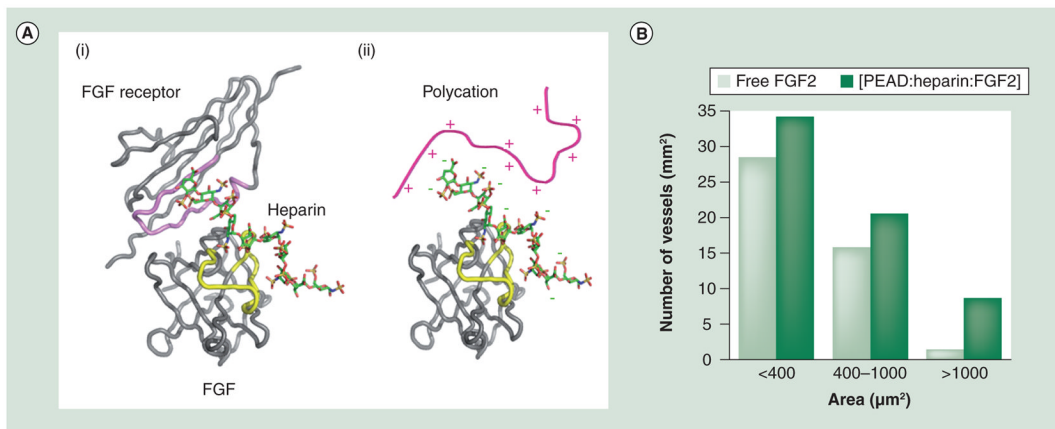 A
(i)
(ii)
FGF receptor
Polycation
+ + + + + + + +
- - - - - - -
Heparin
FGF
B
Free FGF2 [PEAD:heparin:FGF2]
Number of vessels (mm²)
35
30
25
20
15
10
5
0
<400 400–1000 >1000
Area (µm²)